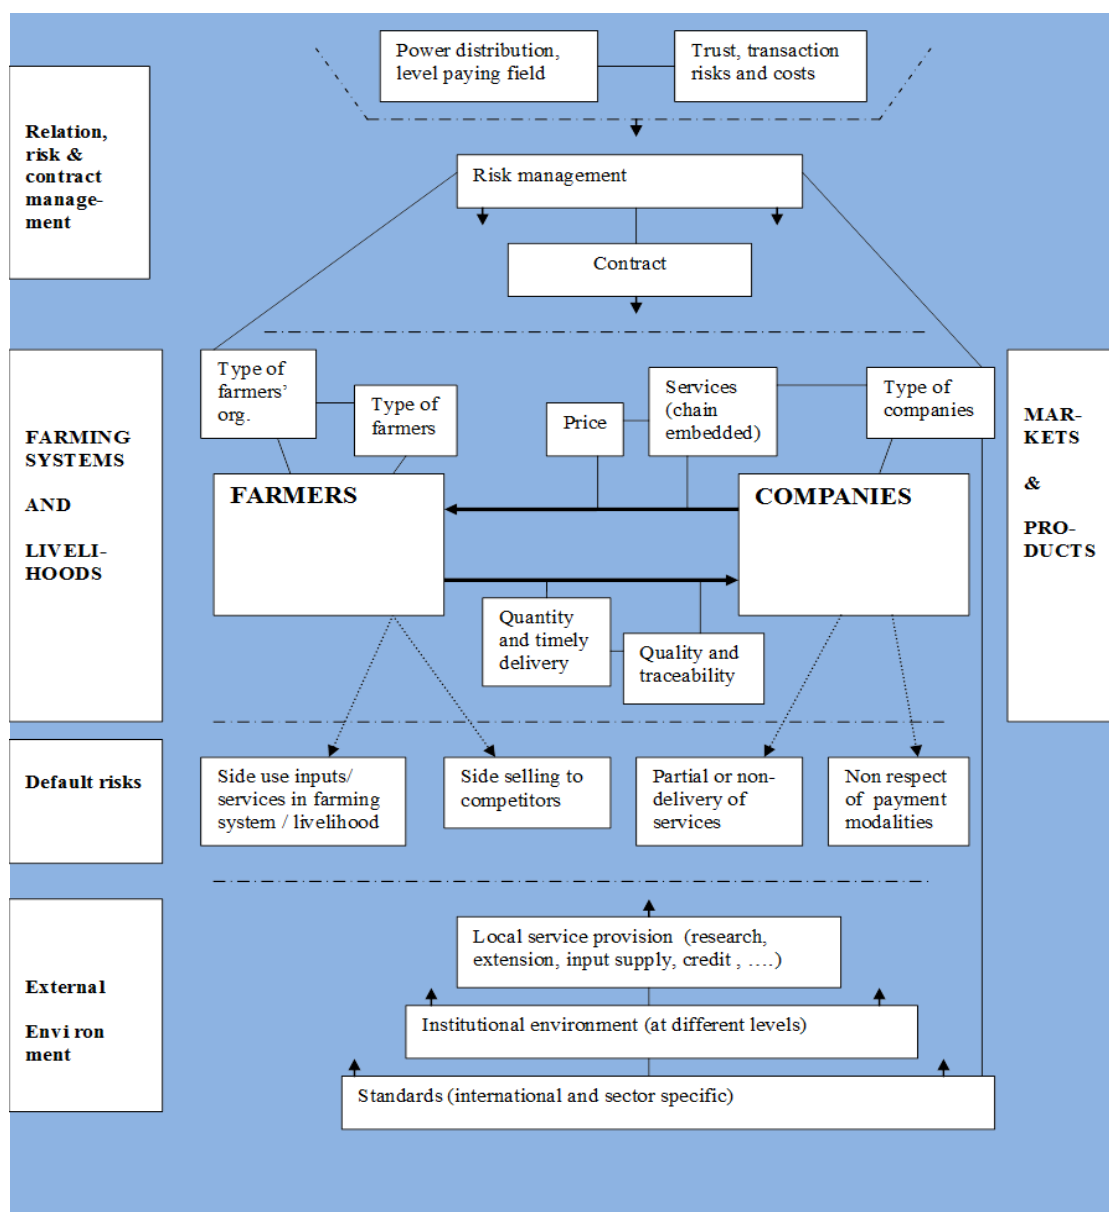 Power distribution,
level paying field
Trust, transaction
risks and costs
Relation,
risk &
contract
manage-
ment
Risk management
Contract
FARMING
SYSTEMS
AND
LIVELI-
HOODS
Type of
farmers’
org.
Type of
farmers
Price
Services
(chain
embedded)
Type of
companies
MAR-
KETS
&
PRO-
DUCTS
FARMERS
COMPANIES
Quantity
and timely
delivery
Quality and
traceability
Default risks
Side use inputs/
services in farming
system / livelihood
Side selling to
competitors
Partial or non-
delivery of
services
Non respect
of payment
modalities
External
Environ
ment
Local service provision (research,
extension, input supply, credit , ….)
Institutional environment (at different levels)
Standards (international and sector specific)